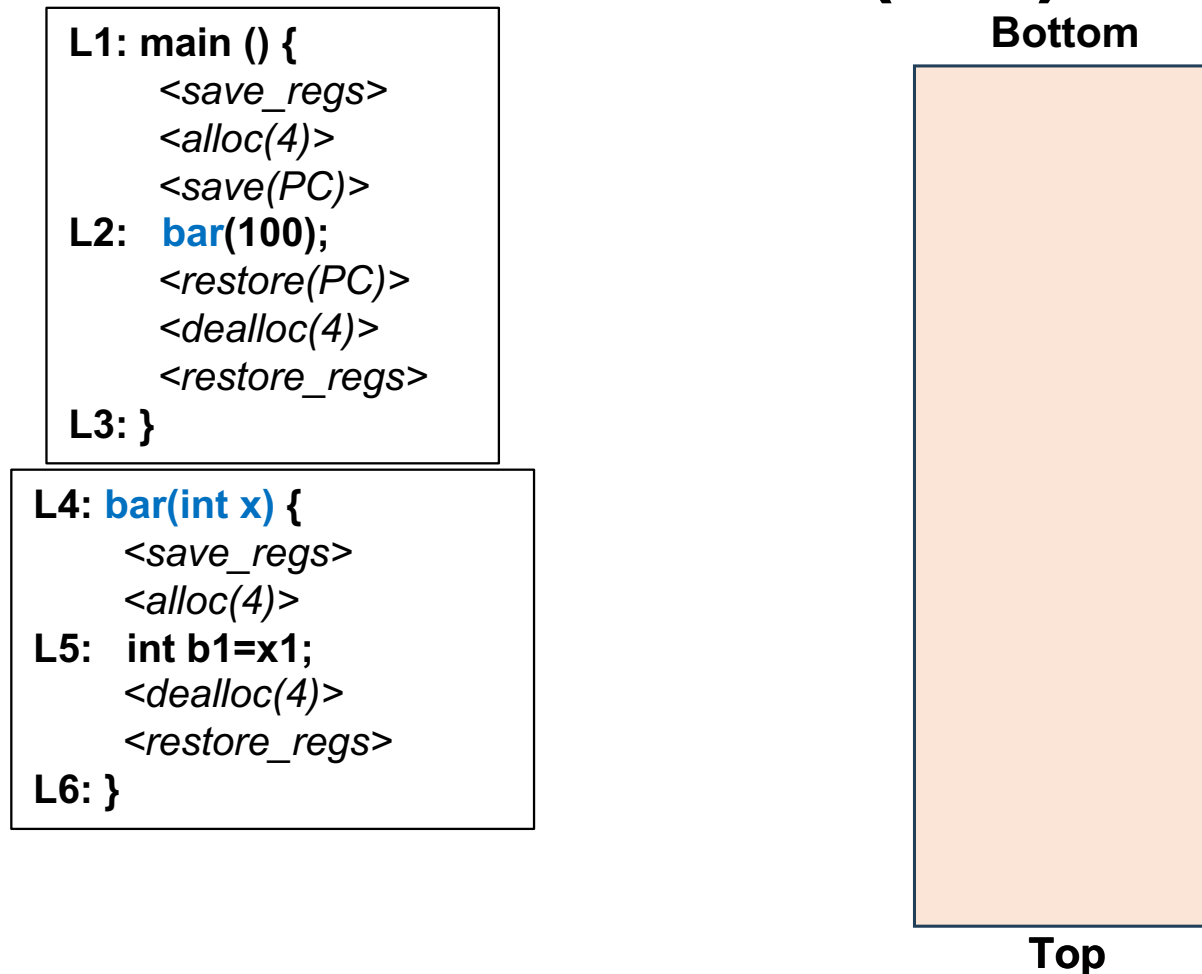 L1: main () {
<save_regs>
<alloc(4)>
<save(PC)>
L2: bar(100);
<restore(PC)>
<dealloc(4)>
<restore_regs>
L3: }
L4: bar(int x) {
<save_regs>
<alloc(4)>
L5: int b1=x1;
<dealloc(4)>
<restore_regs>
L6: }
Bottom
Top